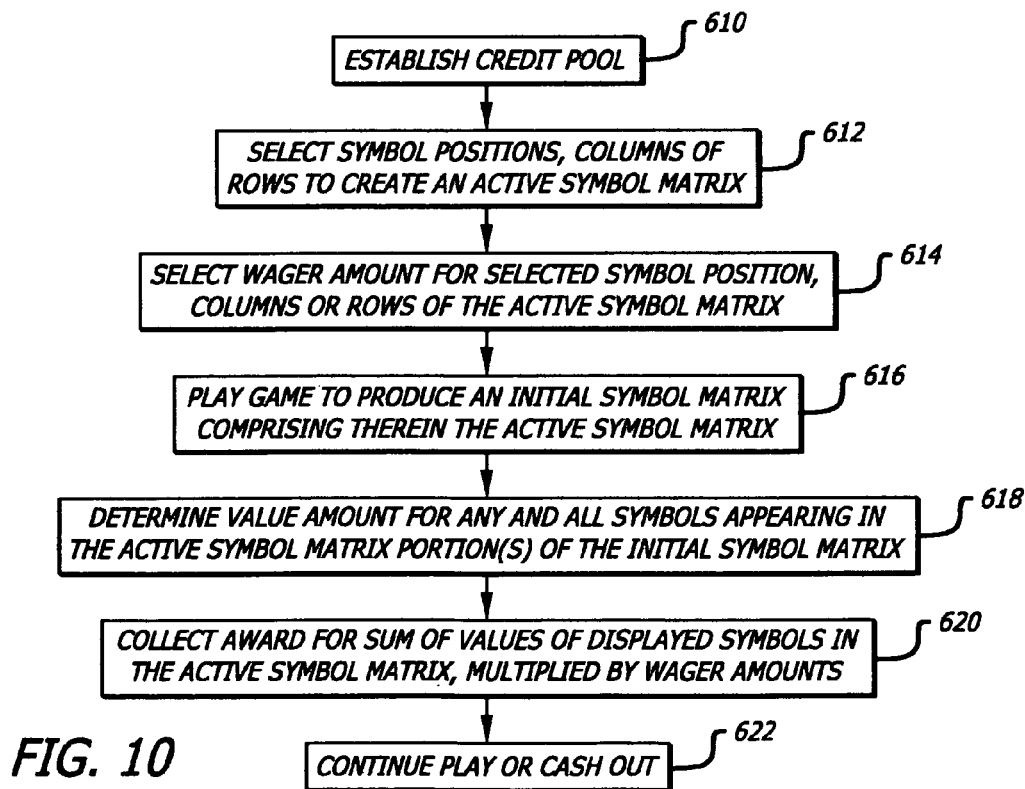 610
ESTABLISH CREDIT POOL
612
SELECT SYMBOL POSITIONS, COLUMNS OF
ROWS TO CREATE AN ACTIVE SYMBOL MATRIX
614
SELECT WAGER AMOUNT FOR SELECTED SYMBOL POSITION,
COLUMNS OR ROWS OF THE ACTIVE SYMBOL MATRIX
616
PLAY GAME TO PRODUCE AN INITIAL SYMBOL MATRIX
COMPRISING THEREIN THE ACTIVE SYMBOL MATRIX
618
DETERMINE VALUE AMOUNT FOR ANY AND ALL SYMBOLS APPEARING IN
THE ACTIVE SYMBOL MATRIX PORTION(S) OF THE INITIAL SYMBOL MATRIX
620
COLLECT AWARD FOR SUM OF VALUES OF DISPLAYED SYMBOLS IN
THE ACTIVE SYMBOL MATRIX, MULTIPLIED BY WAGER AMOUNTS
622
CONTINUE PLAY OR CASH OUT
FIG. 10